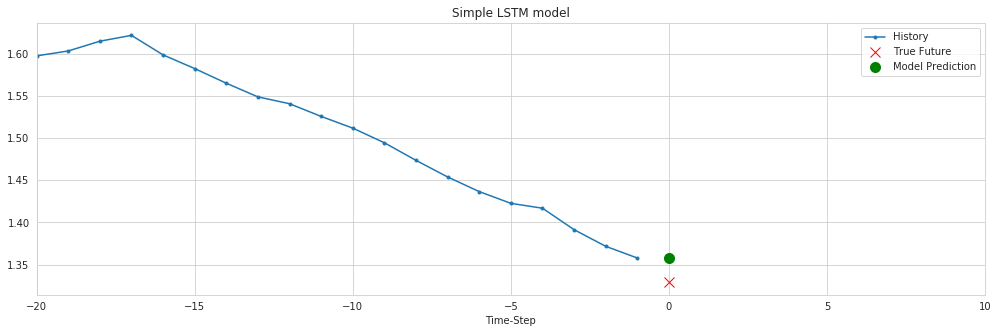 Simple LSTM model
History
True Future
Model Prediction
1.60
1.55
1.50
1.45
1.40
1.35
−20
−15
−10
−5
0
5
10
Time-Step